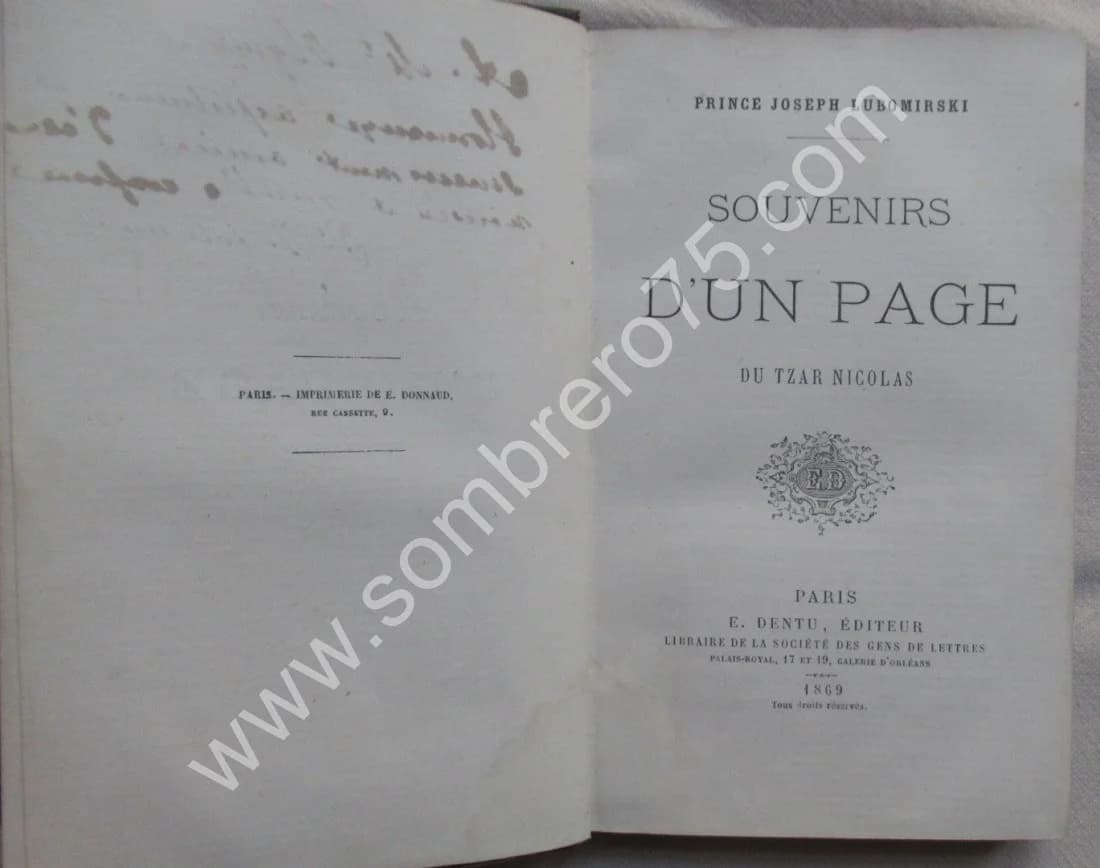 PARIS. — IMPRIMERIE DE E. DONNAUD,
RUE CASSETTE, 9.
PRINCE JOSEPH LUBOMIRSKI
SOUVENIRS
D'UN PAGE
DU TZAR NICOLAS
ED
PARIS
E. DENTU, ÉDITEUR
LIBRAIRE DE LA SOCIÉTÉ DES GENS DE LETTRES
PALAIS-ROYAL, 17 ET 19, GALERIE D'ORLÉANS
1869
Tous droits réservés.
www.sombrero75.com